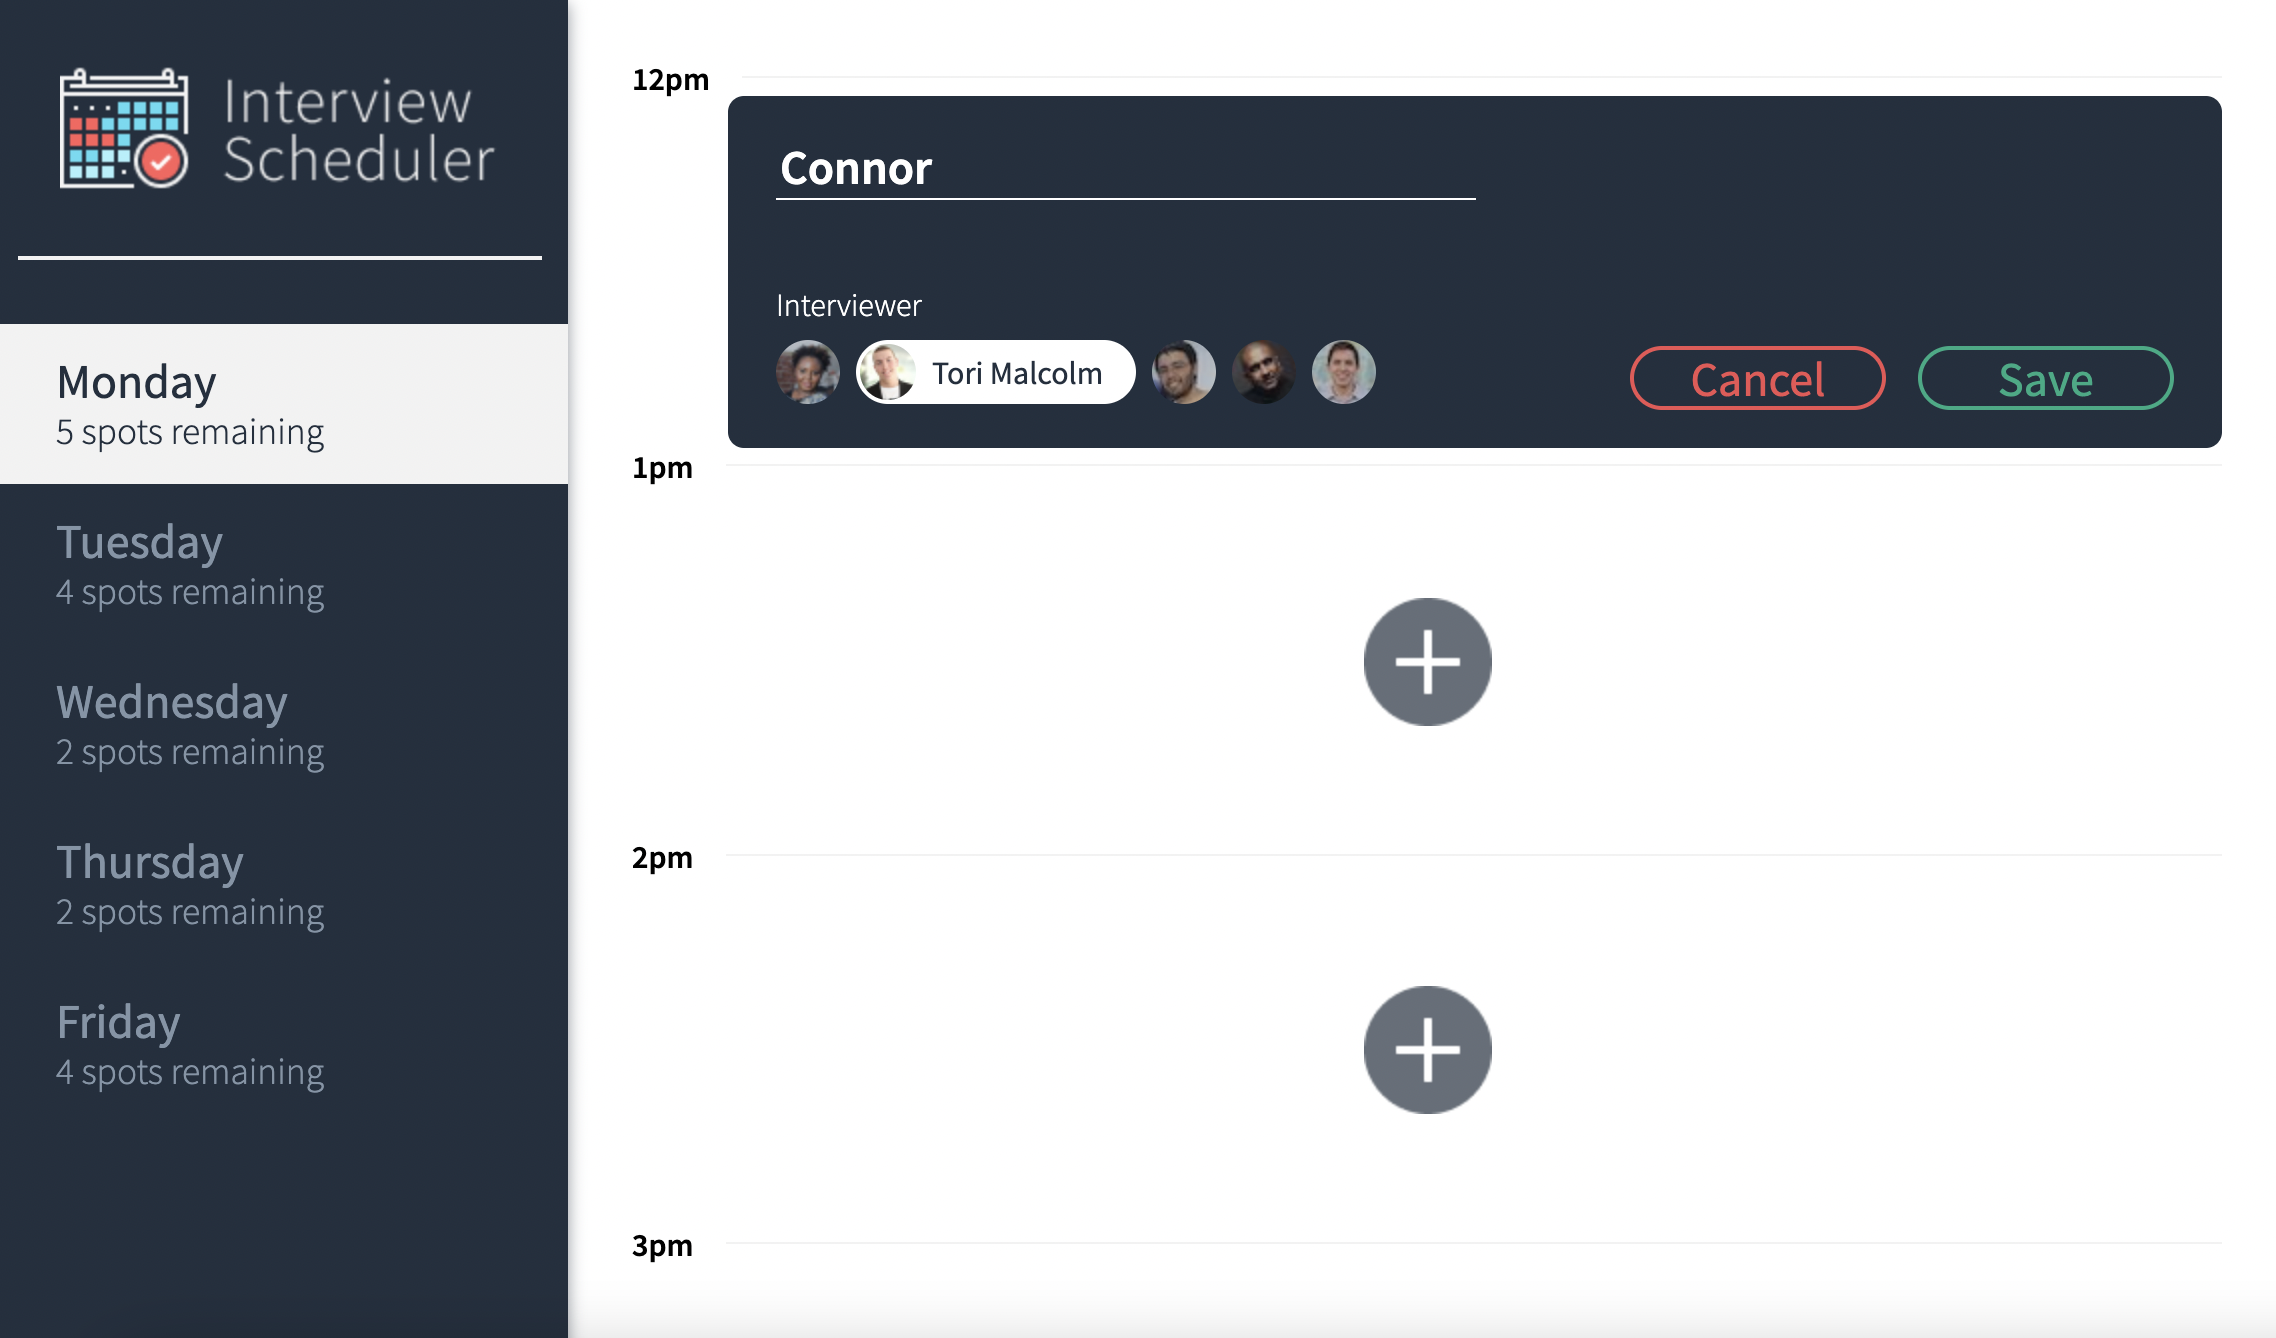 Interview
Scheduler
Monday
5 spots remaining
Tuesday
4 spots remaining
Wednesday
2 spots remaining
Thursday
2 spots remaining
Friday
4 spots remaining
12pm
Connor
Interviewer
Tori Malcolm
Cancel
Save
1pm
2pm
3pm